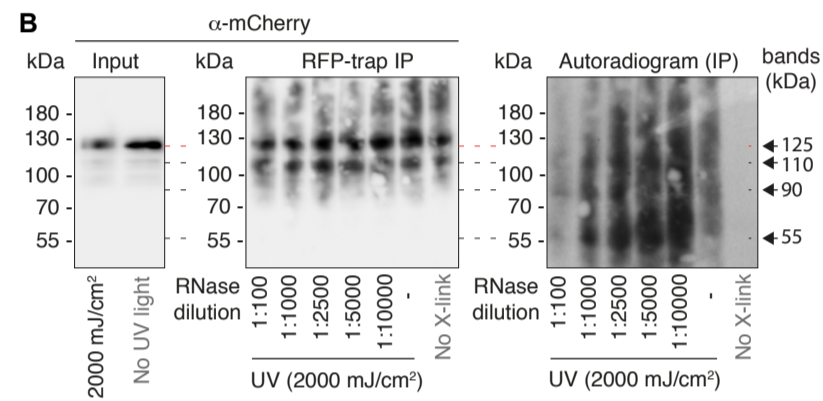 B
α-mCherry
kDa Input kDa RFP-trap IP kDa Autoradiogram (IP) bands (kDa)
180 - 180 - 180 -
130 - 130 - 130 - 125
110
100 - 100 - 100 -
90
70 - 70 - 70 -
55 - 55 - 55 - 55
2000 mJ/cm²
No UV light
RNase
dilution
1:100
1:1000
1:2500
1:5000
1:10000
-
No X-link
UV (2000 mJ/cm²)
RNase
dilution
1:100
1:1000
1:2500
1:5000
1:10000
-
No X-link
UV (2000 mJ/cm²)